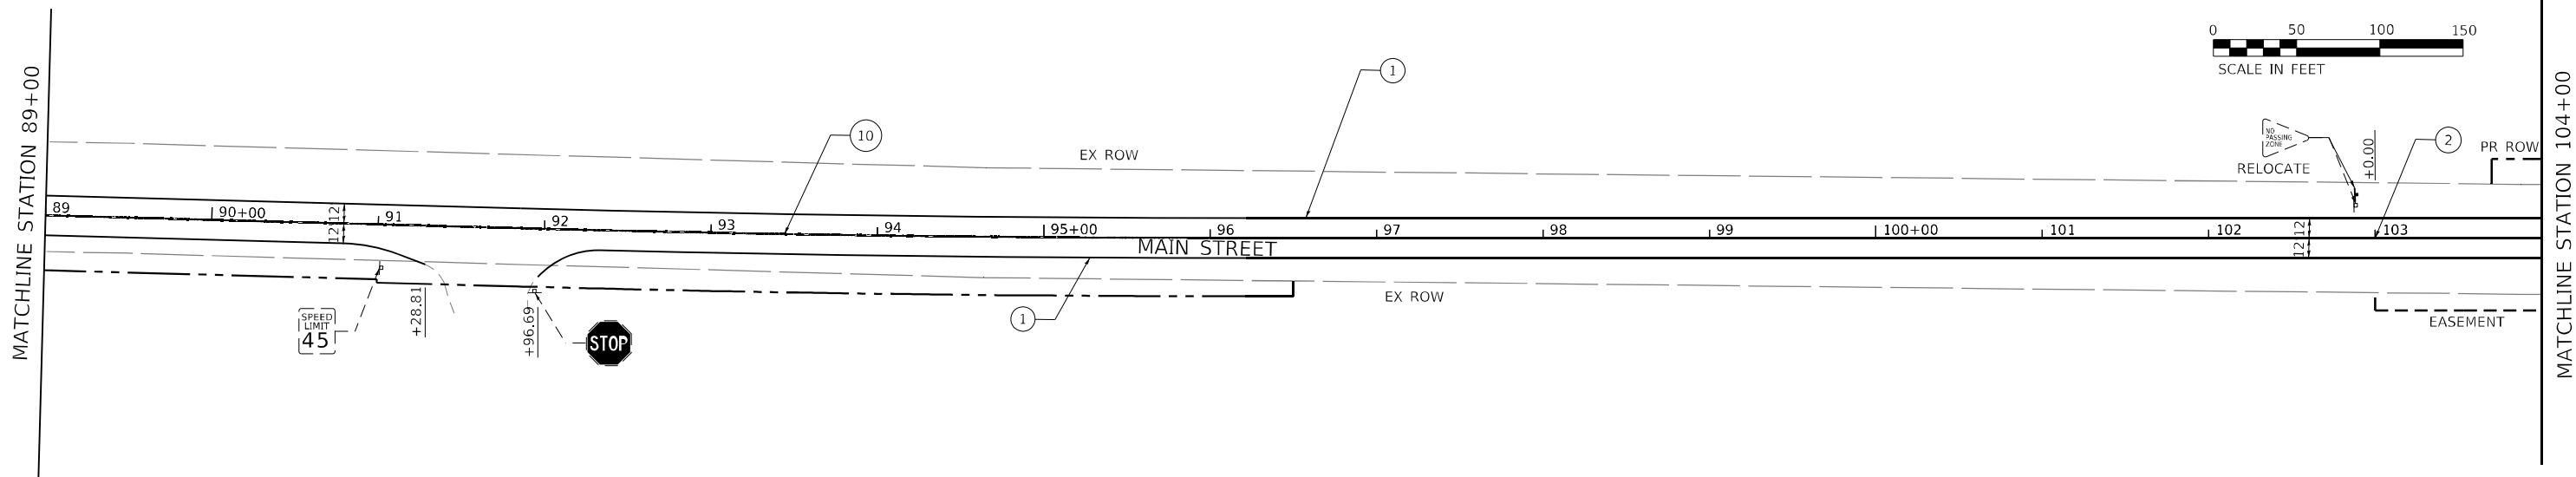 MATCHLINE STATION 89+00
0 50 100 150
SCALE IN FEET
1
10
2
EX ROW
NO
PASSING
ZONE
RELOCATE
+0.00
PR ROW
MATCHLINE STATION 104+00
89 90+00 91 92 93 94 95+00 96 97 98 99 100+00 101 102 103
12 12
12 12
MAIN STREET
EX ROW
EASEMENT
SPEED
LIMIT
45
+28.81
+96.69
STOP
1